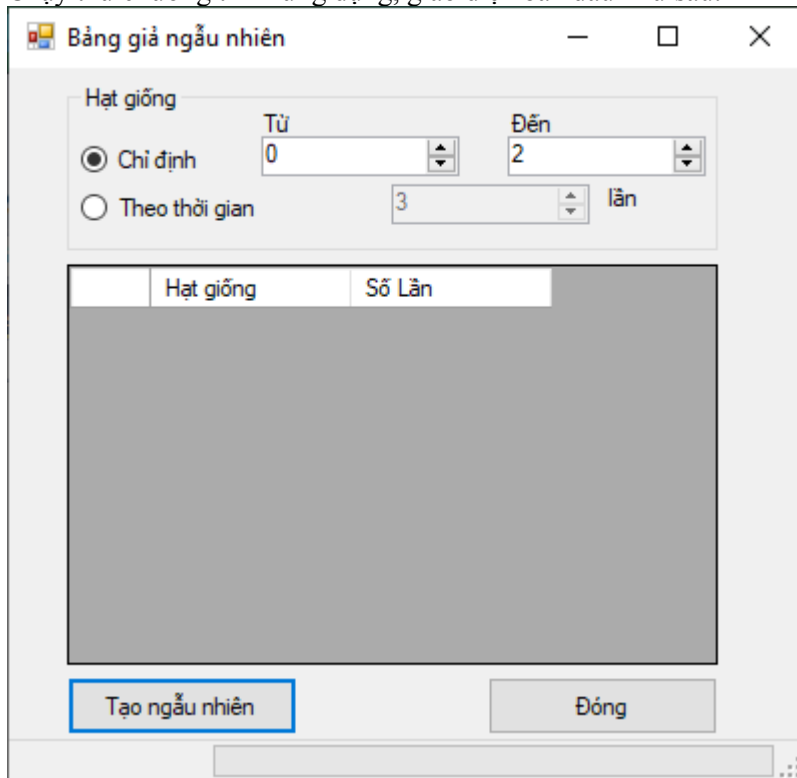 Bảng giả ngẫu nhiên
Hạt giống
Từ Đến
Chỉ định 0 2
Theo thời gian 3 lần
Hạt giống Số Lần
Tạo ngẫu nhiên Đóng